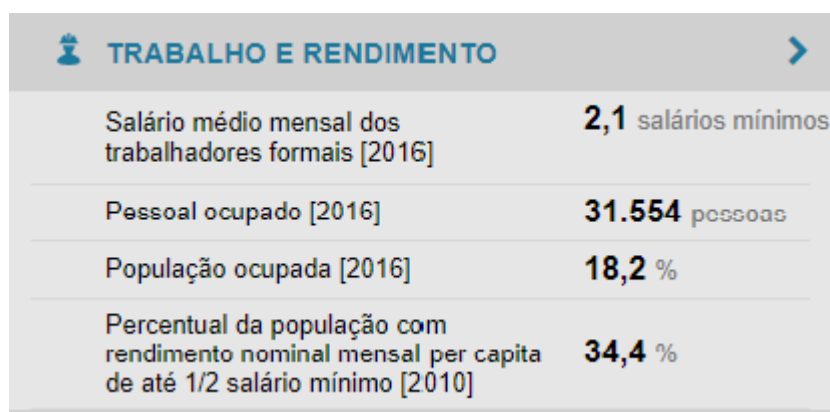 TRABALHO E RENDIMENTO
Salário médio mensal dos
trabalhadores formais [2016]
2,1 salários mínimos
Pessoal ocupado [2016]
31.554 pessoas
População ocupada [2016]
18,2 %
Percentual da população com
rendimento nominal mensal per capita
de até 1/2 salário mínimo [2010]
34,4 %